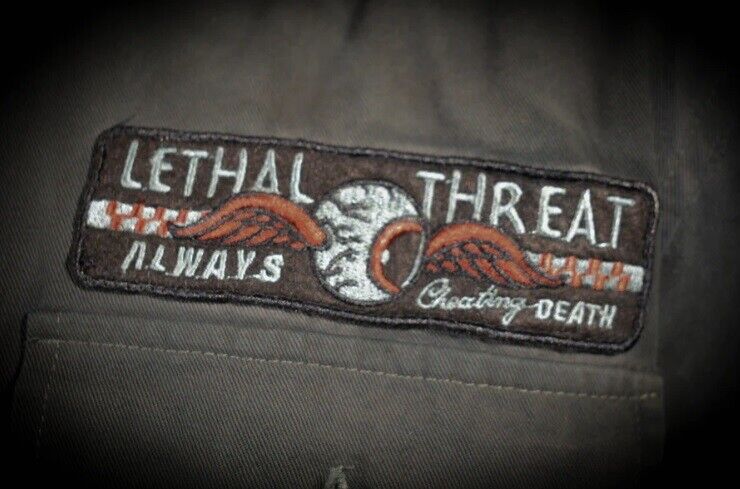 LETHAL THREAT
ALWAYS Cheating DEATH